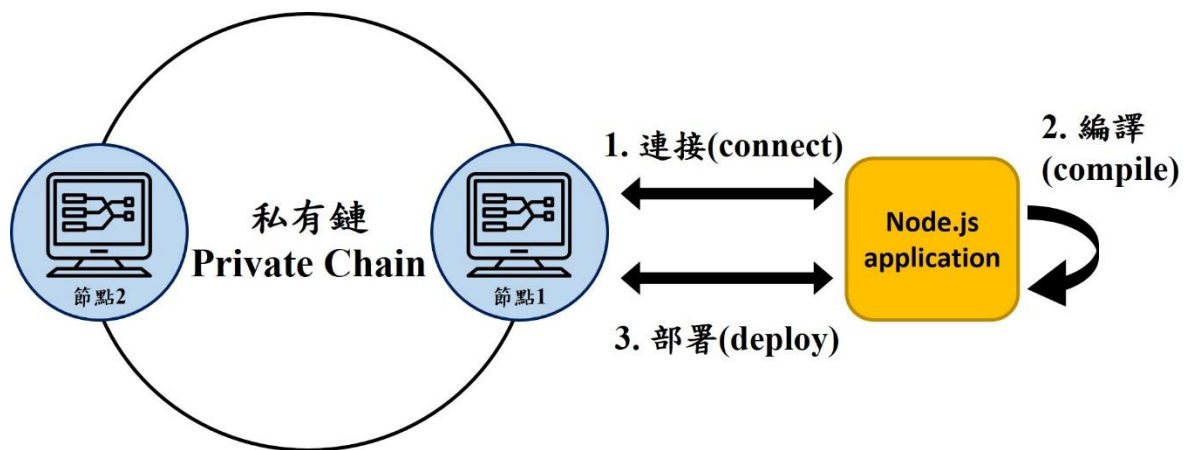 1. 連接(connect)
2. 編譯
(compile)
私有鏈
Private Chain
節點2
節點1
Node.js
application
3. 部署(deploy)